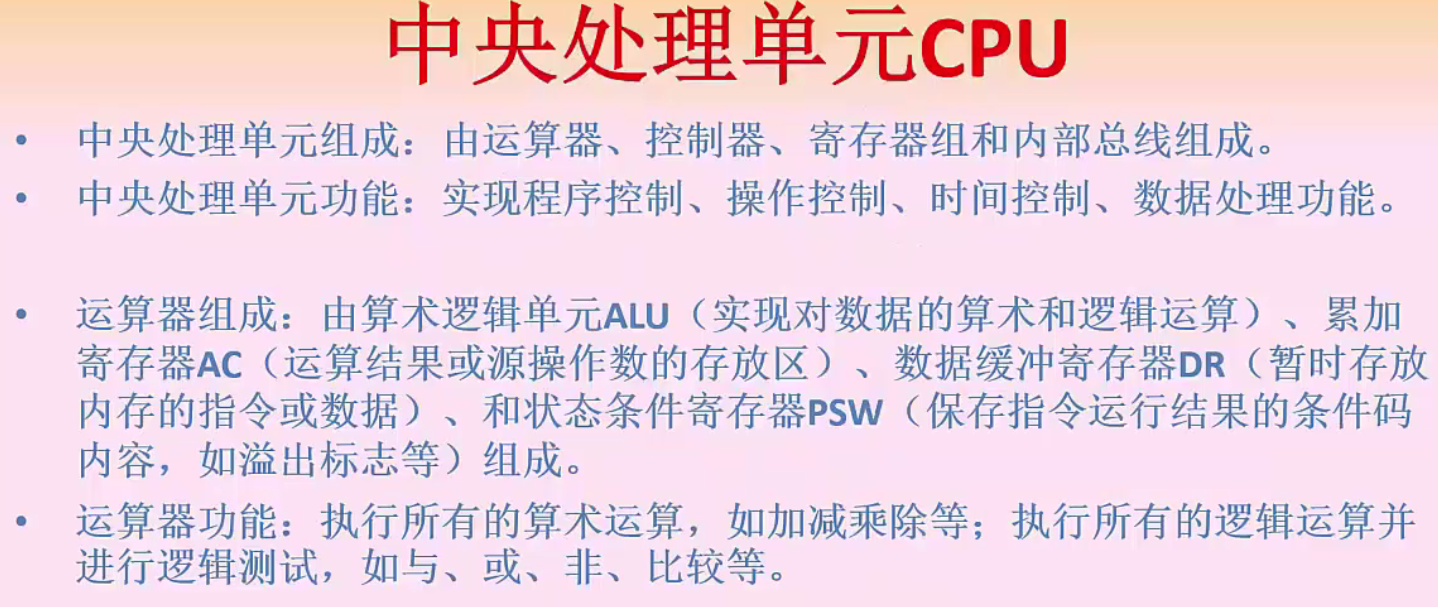 中央处理单元CPU
• 中央处理单元组成：由运算器、控制器、寄存器组和内部总线组成。
• 中央处理单元功能：实现程序控制、操作控制、时间控制、数据处理功能。
• 运算器组成：由算术逻辑单元ALU（实现对数据的算术和逻辑运算）、累加
寄存器AC（运算结果或源操作数的存放区）、数据缓冲寄存器DR（暂时存放
内存的指令或数据）、和状态条件寄存器PSW（保存指令运行结果的条件码
内容，如溢出标志等）组成。
• 运算器功能：执行所有的算术运算，如加减乘除等；执行所有的逻辑运算并
进行逻辑测试，如与、或、非、比较等。